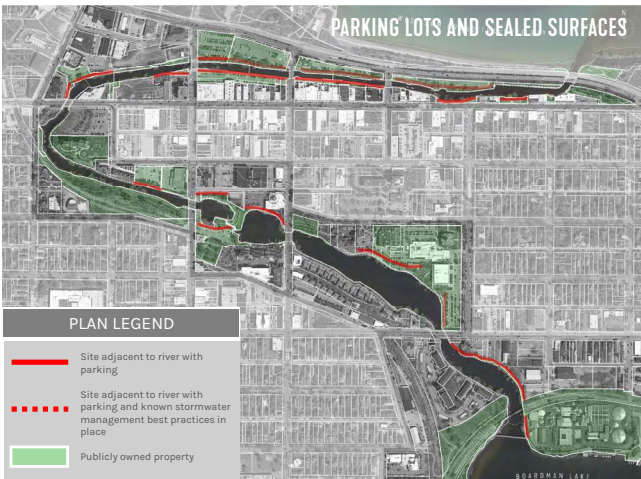 PARKING LOTS AND SEALED SURFACES
N
PLAN LEGEND
Site adjacent to river with
parking
Site adjacent to river with
parking and known stormwater
management best practices in
place
Publicly owned property
BOARDMAN LAKE